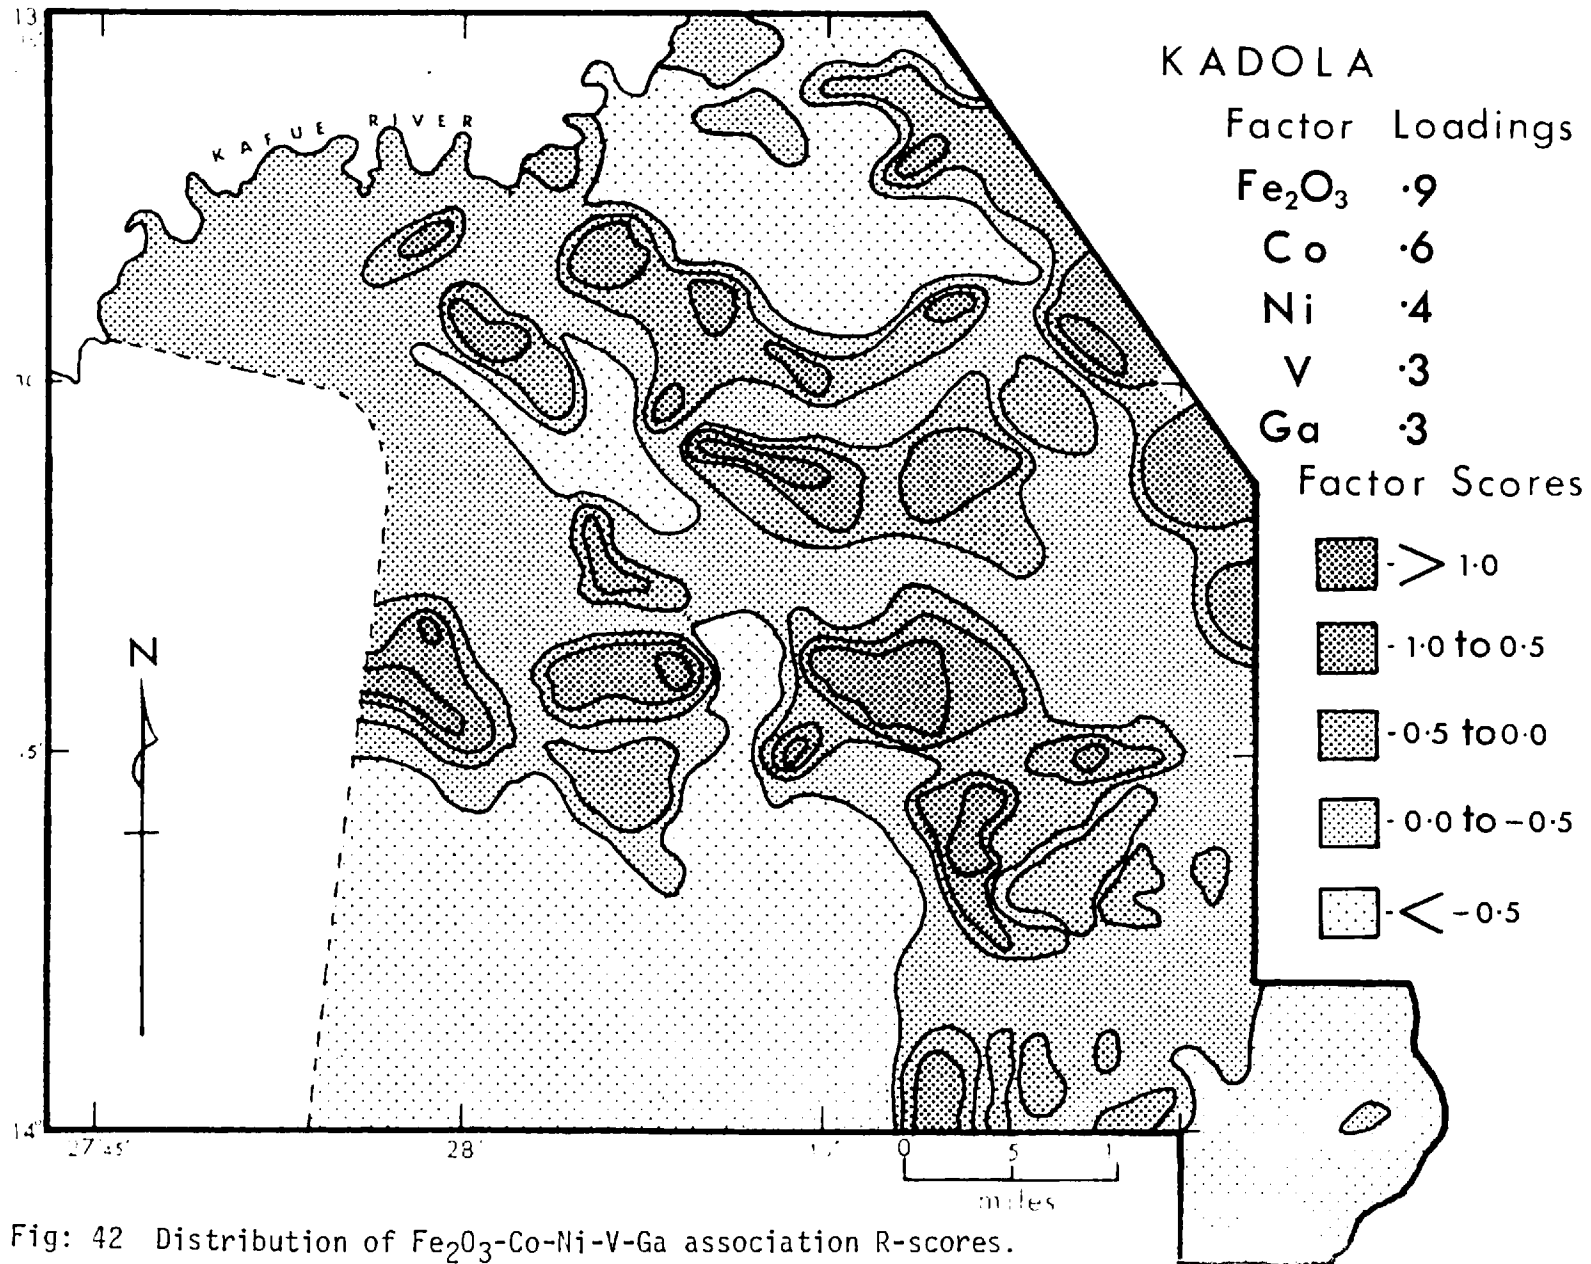 13
KADOLA
Factor Loadings
Fe₂O₃ ·9
Co ·6
Ni ·4
V ·3
Ga ·3
Factor Scores
-> 1·0
- 1·0 to 0·5
- 0·5 to 0·0
- 0·0 to -0·5
-< -0·5
KAFUE RIVER
N
14°
27°45'
28
0 5
miles
Fig: 42 Distribution of Fe₂O₃-Co-Ni-V-Ga association R-scores.